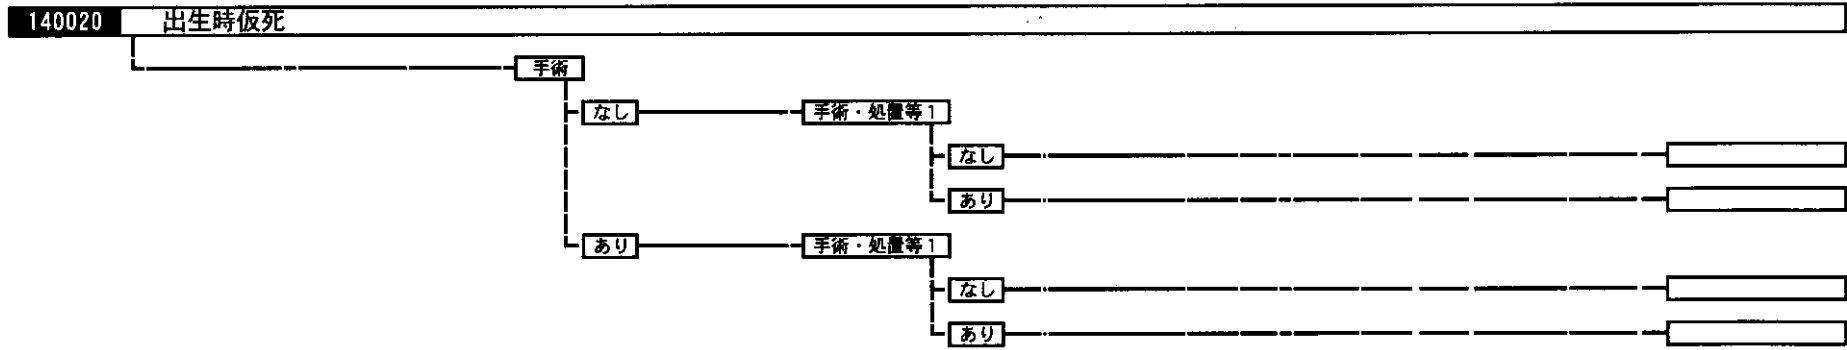 140020 出生時仮死
手術
なし 手術・処置等1
なし
あり
あり 手術・処置等1
なし
あり